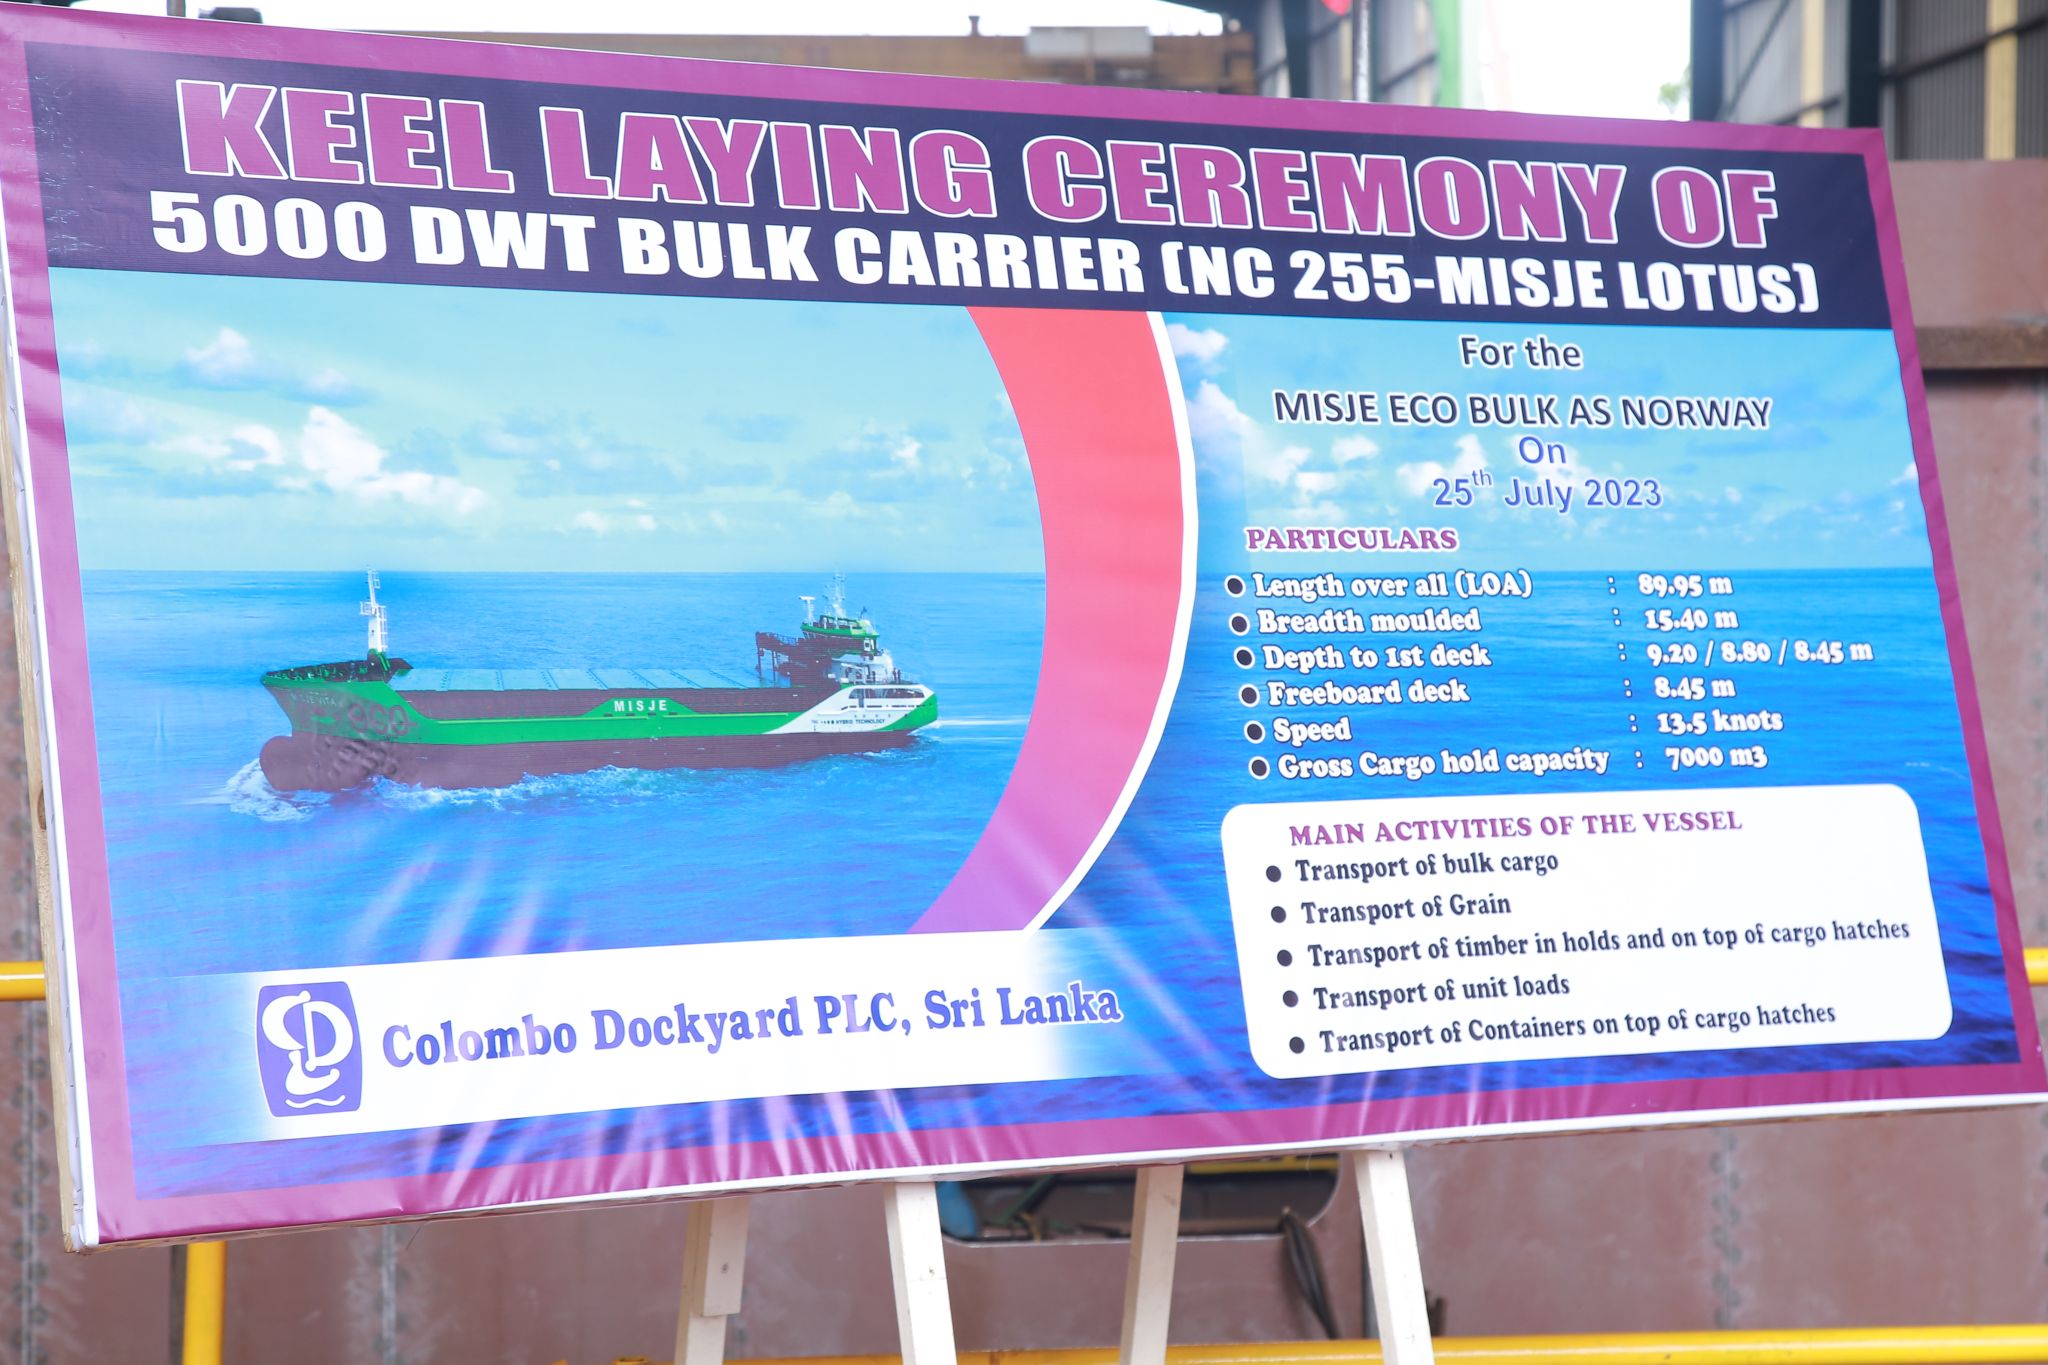 KEEL LAYING CEREMONY OF
5000 DWT BULK CARRIER (NC 255-MISJE LOTUS)
For the
MISJE ECO BULK AS NORWAY
On
25th July 2023
PARTICULARS
● Length over all (LOA) : 89.95 m
● Breadth moulded : 15.40 m
● Depth to 1st deck : 9.20 / 8.80 / 8.45 m
● Freeboard deck : 8.45 m
● Speed : 13.5 knots
● Gross Cargo hold capacity : 7000 m3
MAIN ACTIVITIES OF THE VESSEL
● Transport of bulk cargo
● Transport of Grain
● Transport of timber in holds and on top of cargo hatches
● Transport of unit loads
● Transport of Containers on top of cargo hatches
MISJE
eco
HYBRID TECHNOLOGY
Colombo Dockyard PLC, Sri Lanka